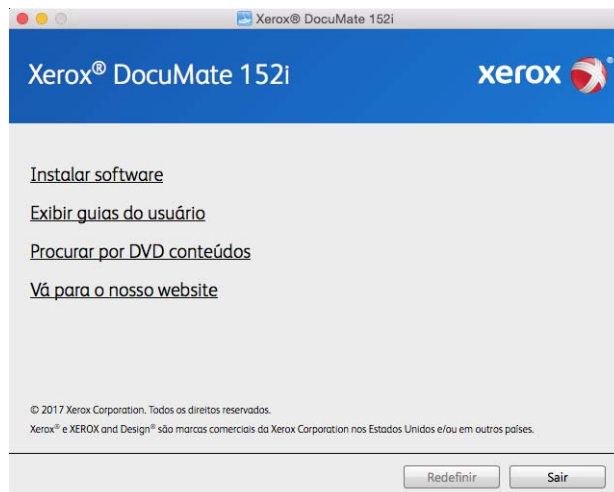 Xerox® DocuMate 152i
Xerox® DocuMate 152i
xerox®
Instalar software
Exibir guias do usuário
Procurar por DVD conteúdos
Vá para o nosso website
© 2017 Xerox Corporation. Todos os direitos reservados.
Xerox® e XEROX and Design® são marcas comerciais da Xerox Corporation nos Estados Unidos e/ou em outros países.
Redefinir
Sair